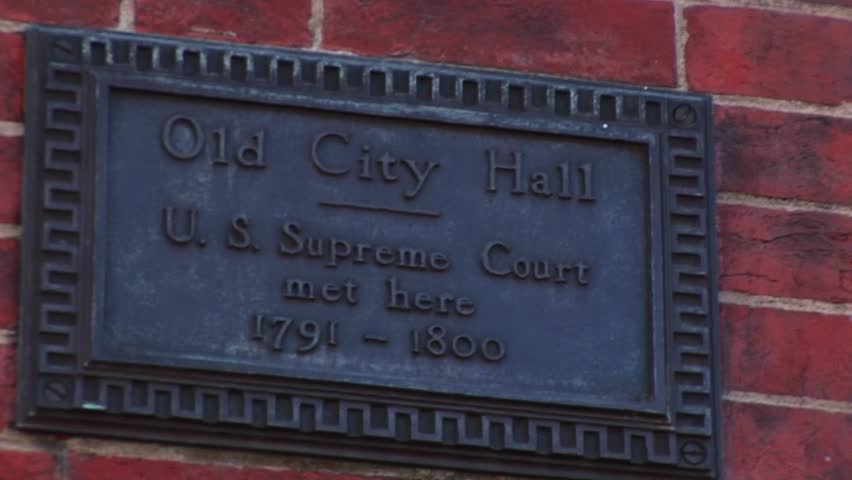 Old City Hall
U. S. Supreme Court
met here
1791 – 1800